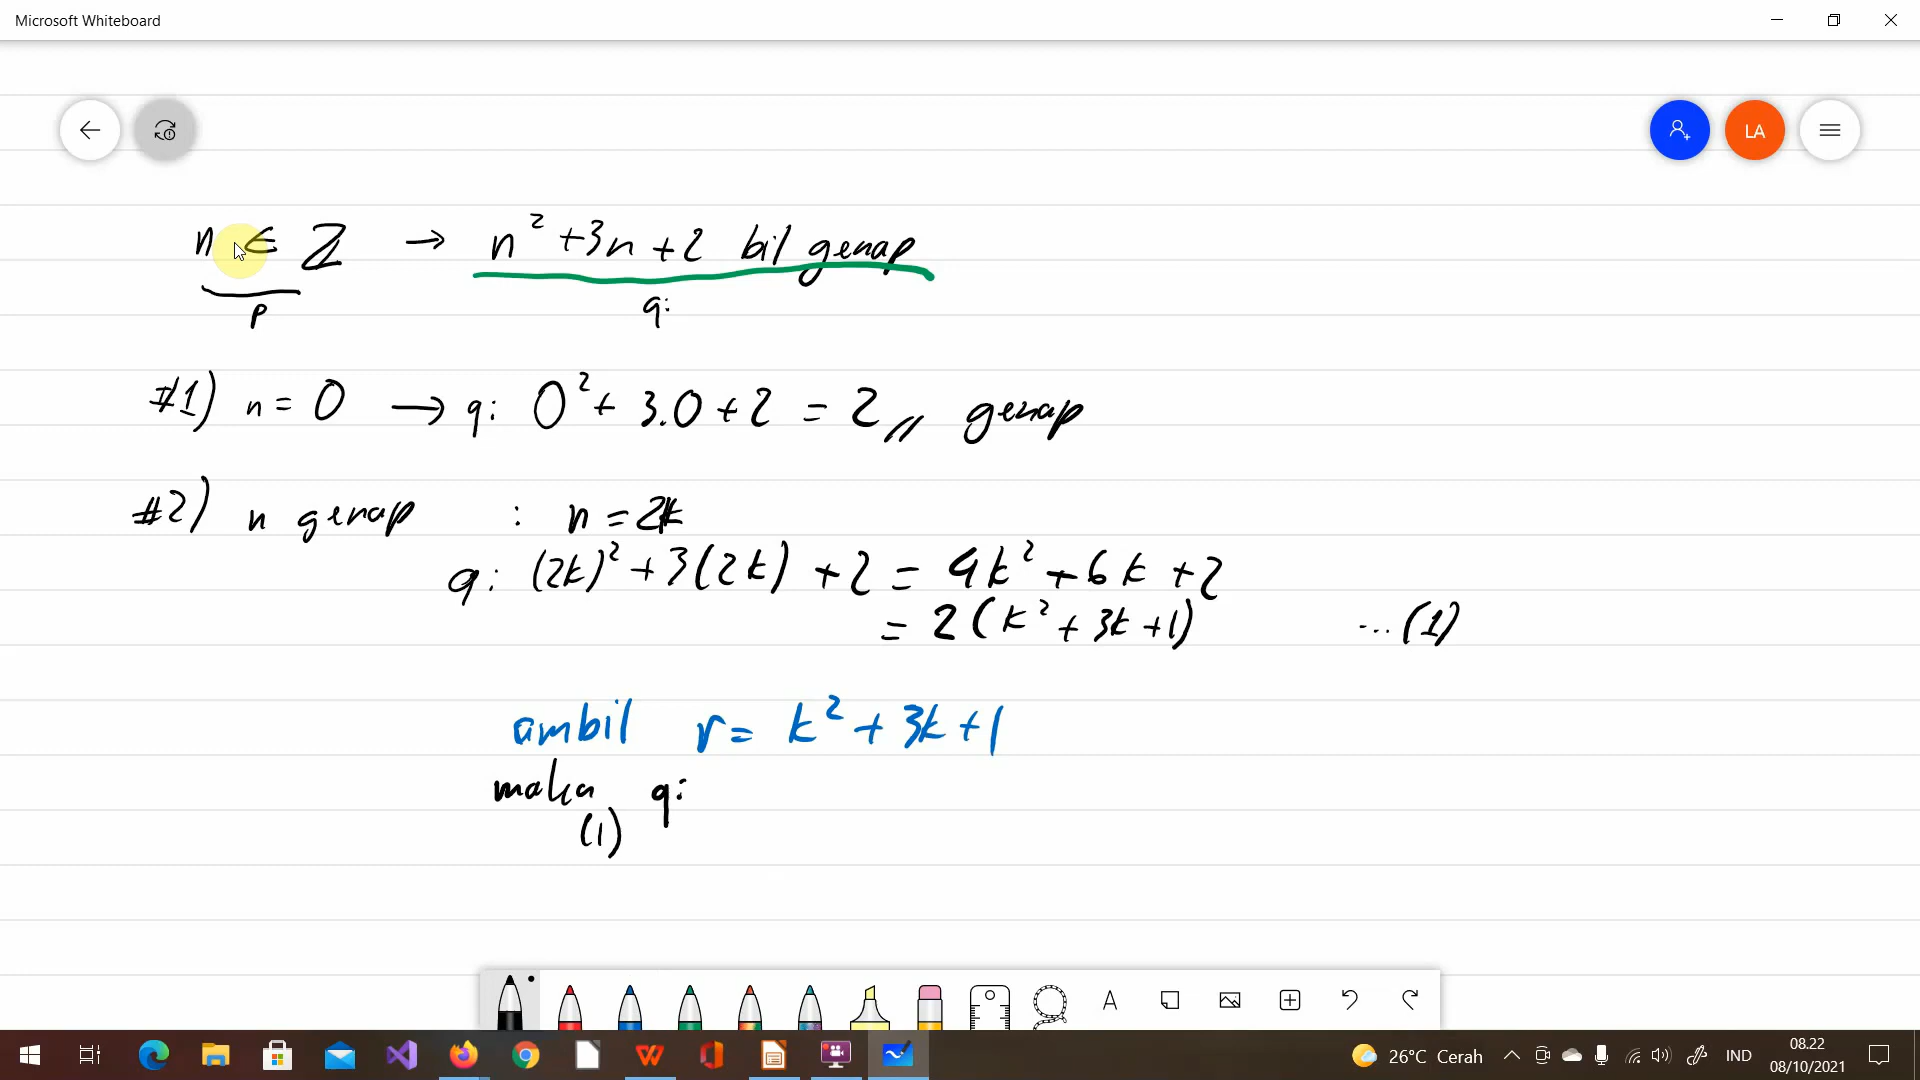 Microsoft Whiteboard
LA
n ∈ ℤ → n² + 3n + 2 bil genap
p
q:
#1) n = 0 → q: 0² + 3.0 + 2 = 2 // genap
#2) n genap : n = 2k
q: (2k)² + 3(2k) + 2 = 4k² + 6k + 2
= 2(k² + 3k + 1) ... (1)
ambil r = k² + 3k + 1
maka q:
(1)
A
26°C Cerah
IND
08.22
08/10/2021